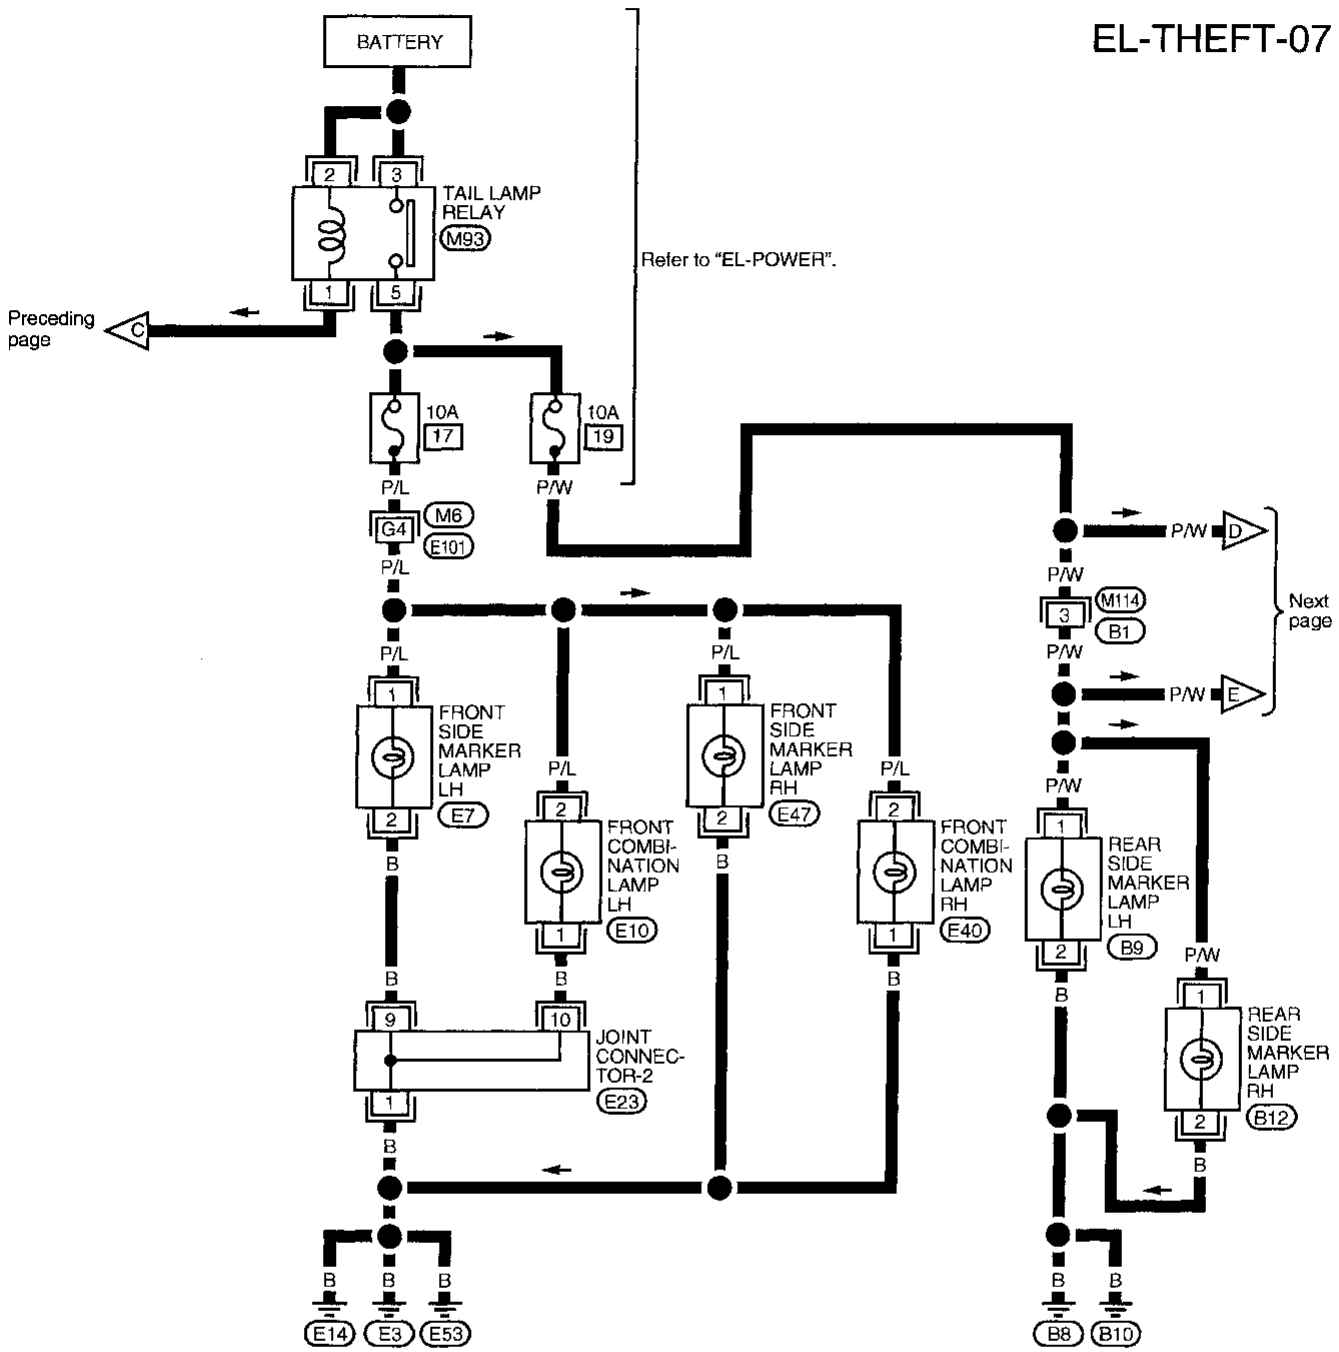 EL-THEFT-07
BATTERY
2
3
TAIL LAMP
RELAY
M93
1
5
Refer to "EL-POWER".
Preceding
page
C
10A
17
10A
19
P/L
P/W
G4
M6
E101
P/L
P/W
D
P/W
3
M114
B1
Next
page
P/W
P/W
E
P/L
1
FRONT
SIDE
MARKER
LAMP
LH
E7
2
B
P/L
2
FRONT
COMBI-
NATION
LAMP
LH
E10
1
B
P/L
1
FRONT
SIDE
MARKER
LAMP
RH
E47
2
B
P/L
2
FRONT
COMBI-
NATION
LAMP
RH
E40
1
B
P/W
1
REAR
SIDE
MARKER
LAMP
LH
B9
2
B
P/W
1
REAR
SIDE
MARKER
LAMP
RH
B12
2
B
B
9
10
JOINT
CONNEC-
TOR-2
E23
1
B
B
B
B
E14
E3
E53
B
B
B8
B10